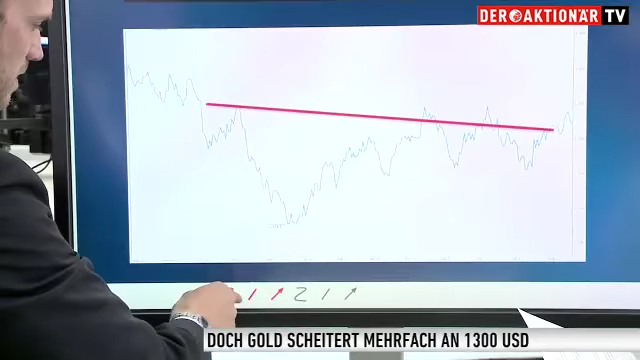 DER AKTIONÄR TV
DOCH GOLD SCHEITERT MEHRFACH AN 1300 USD